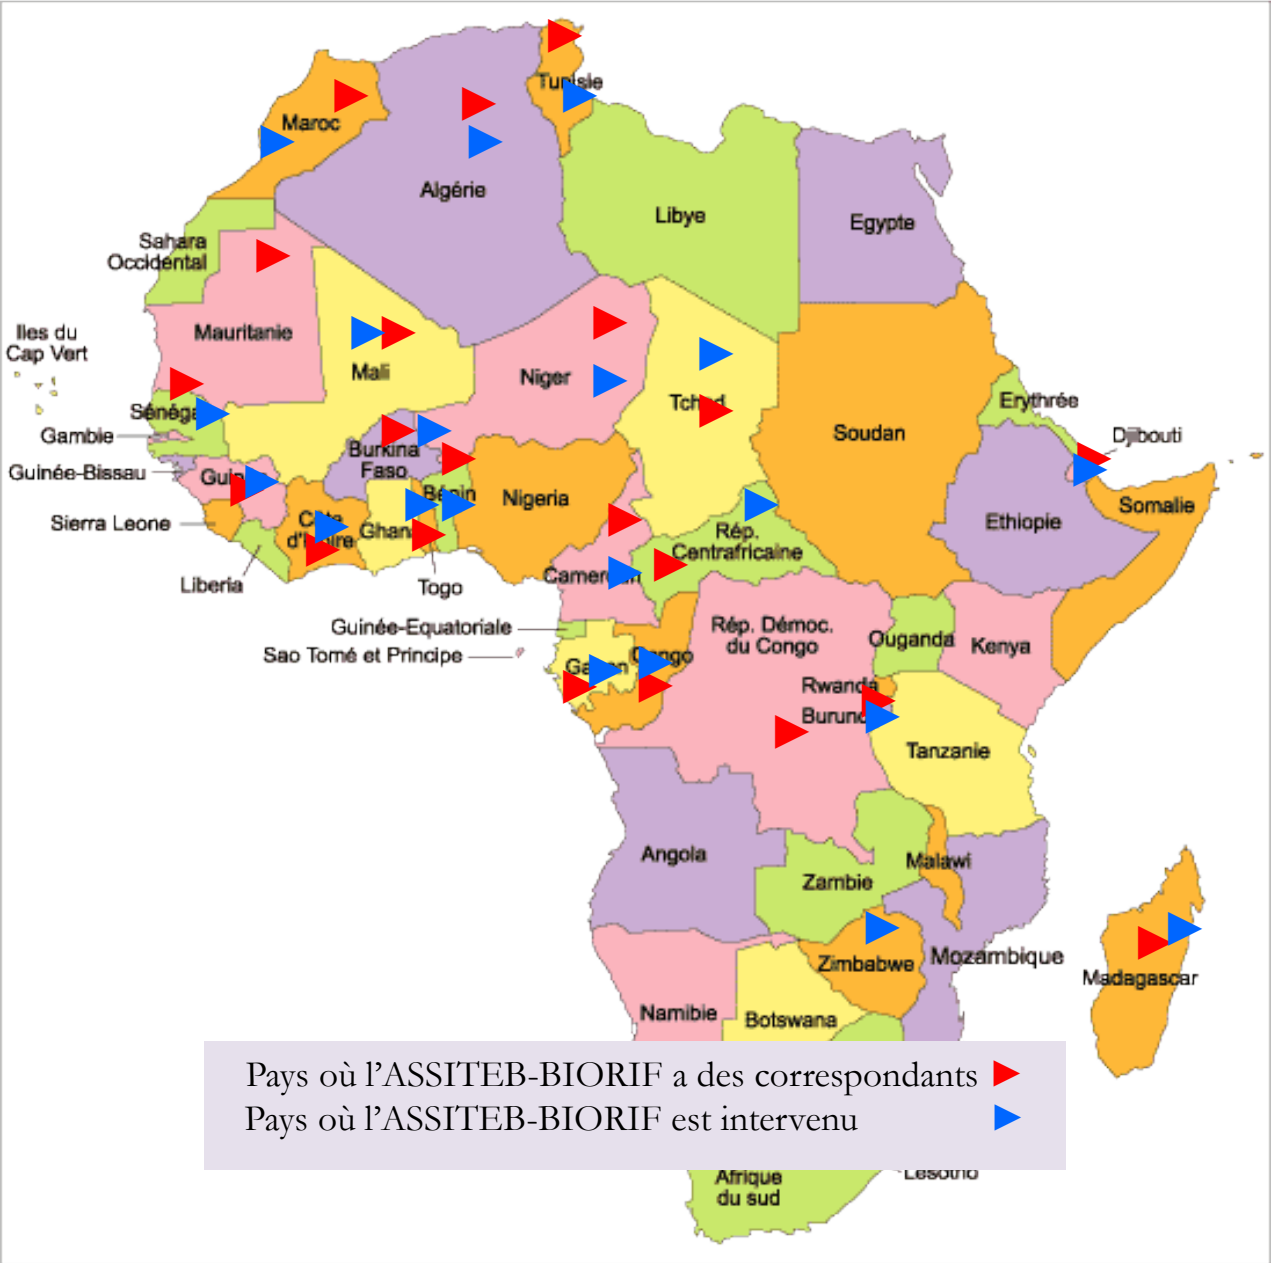 Tunisie
Maroc
Algérie
Libye
Egypte
Sahara
Occidental
Iles du
Cap Vert
Mauritanie
Mali
Niger
Tchad
Soudan
Erythrée
Djibouti
Gambie
Burkina
Faso
Guinée-Bissau
Bénin
Nigeria
Somalie
Sierra Leone
Ethiopie
Rép.
Centrafricaine
Liberia
Togo
Guinée-Equatoriale
Sao Tomé et Principe
Rép. Démoc.
du Congo
Ouganda
Kenya
Rwanda
Tanzanie
Angola
Malawi
Zambie
Zimbabwe
Mozambique
Madagascar
Namibie
Botswana
Pays où l'ASSITEB-BIORIF a des correspondants
Pays où l'ASSITEB-BIORIF est intervenu
Afrique
du sud
Lesotho